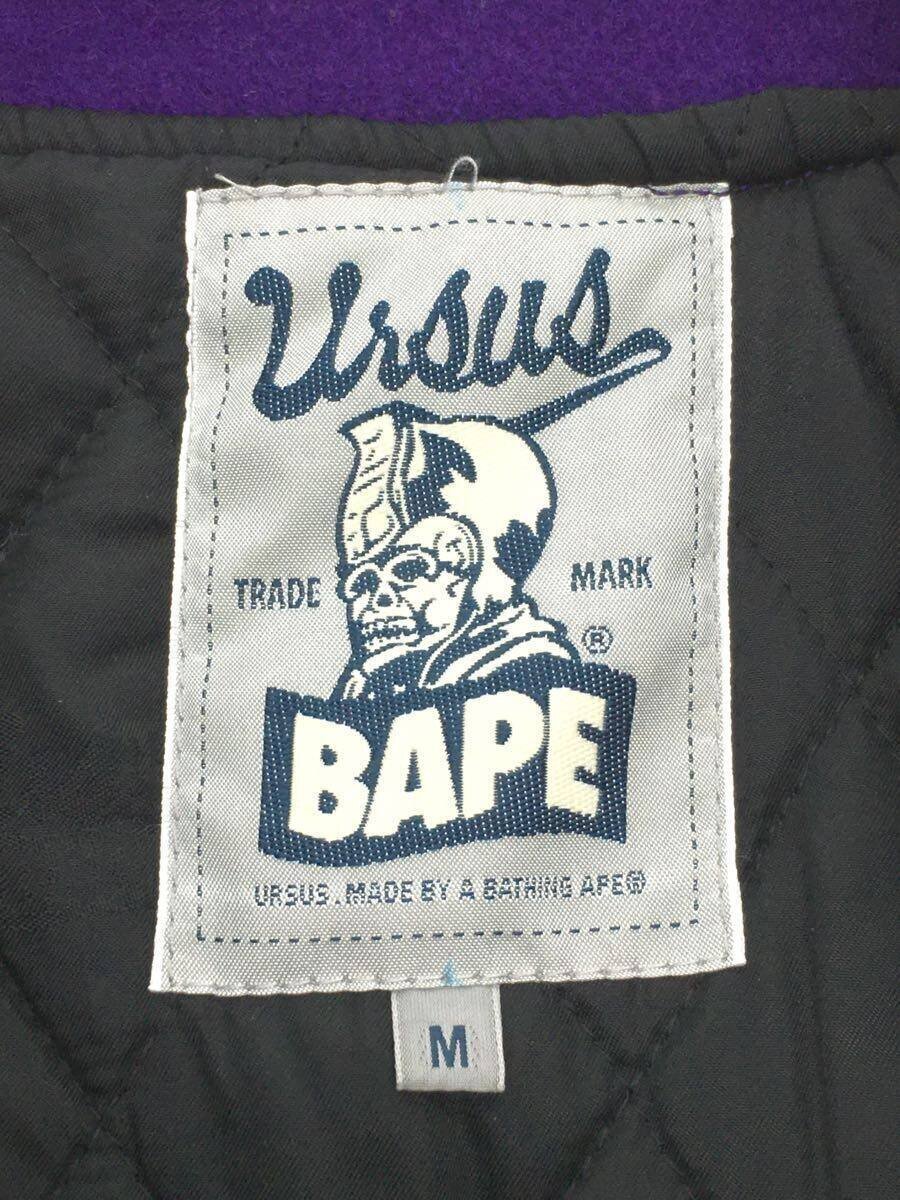 Ursus
TRADE MARK
®
BAPE
URSUS. MADE BY A BATHING APE®
M